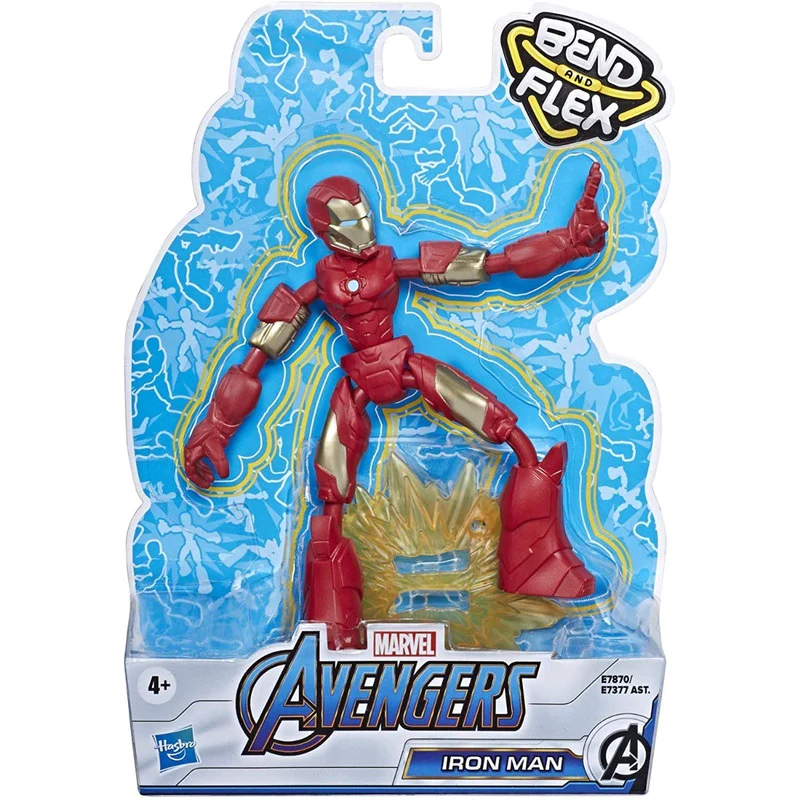 BEND
AND
FLEX
MARVEL
AVENGERS
4+
E7870/
E7377 AST.
Hasbro
IRON MAN